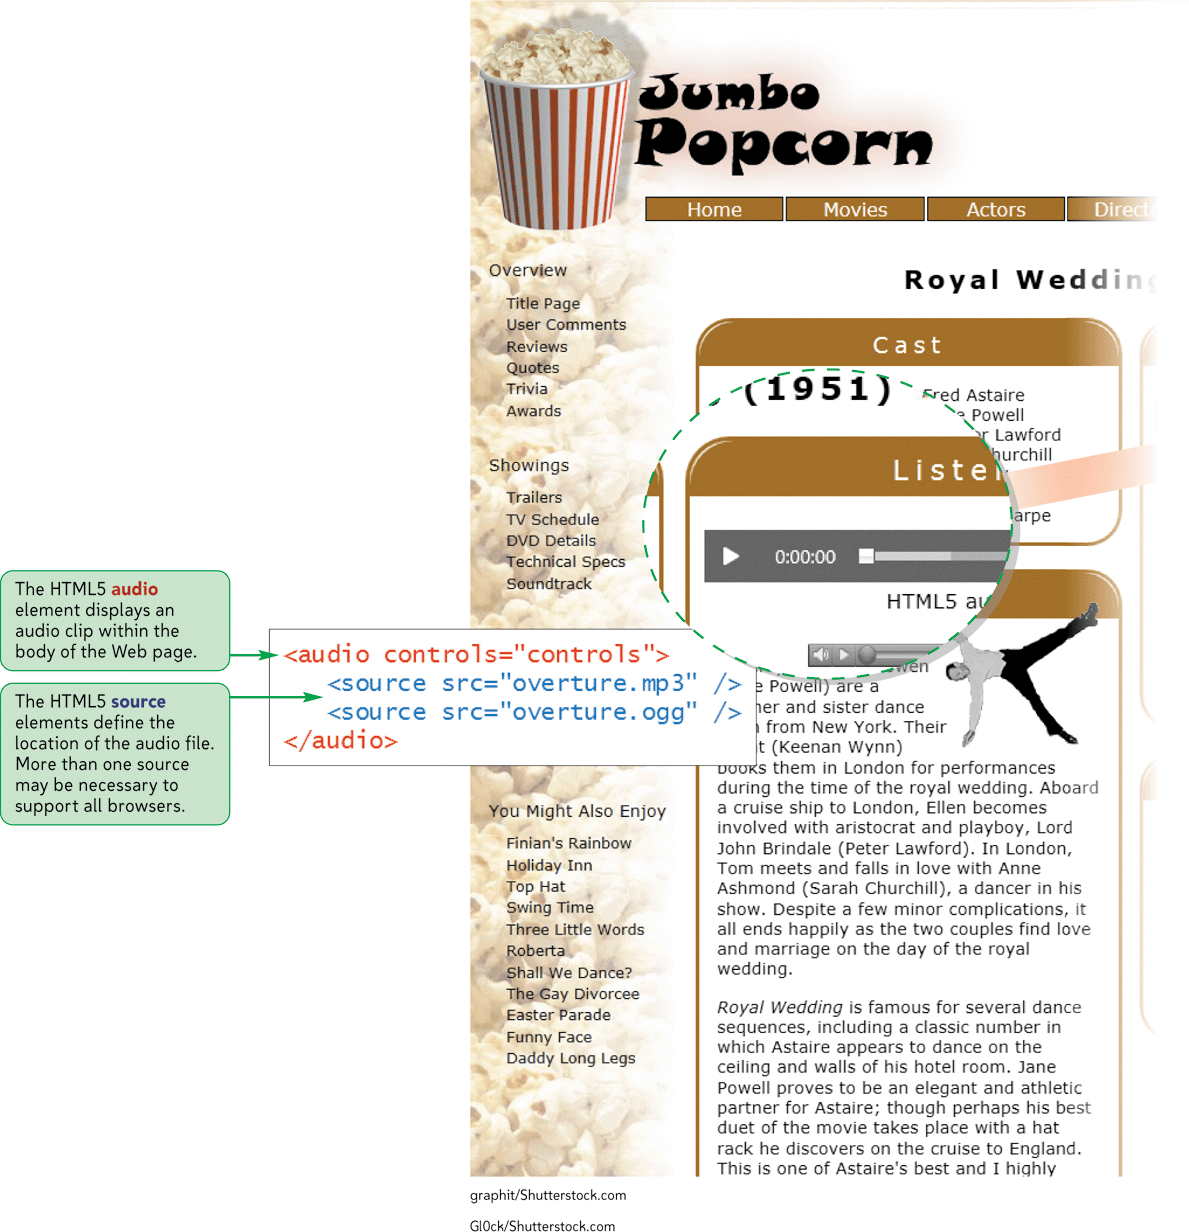 Jumbo
Popcorn
Home Movies Actors
Royal Wedding
Overview
Title Page
User Comments
Reviews
Quotes
Trivia
Awards
Showings
Trailers
TV Schedule
DVD Details
Technical Specs
Soundtrack
Cast
Fred Astaire
Powell
Lawford
(1951)
Listen
0:00:00
HTML5
The HTML5 audio
element displays an
audio clip within the
body of the Web page.
The HTML5 source
elements define the
location of the audio file.
More than one source
may be necessary to
support all browsers.
<audio controls="controls">
<source src="overture.mp3" />
<source src="overture.ogg" />
</audio>
You Might Also Enjoy
Finian's Rainbow
Holiday Inn
Top Hat
Swing Time
Three Little Words
Roberta
Shall We Dance?
The Gay Divorcee
Easter Parade
Funny Face
Daddy Long Legs
Powell) are a
and sister dance
from New York. Their
(Keenan Wynn)
books them in London for performances
during the time of the royal wedding. Aboard
a cruise ship to London, Ellen becomes
involved with aristocrat and playboy, Lord
John Brindale (Peter Lawford). In London,
Tom meets and falls in love with Anne
Ashmond (Sarah Churchill), a dancer in his
show. Despite a few minor complications, it
all ends happily as the two couples find love
and marriage on the day of the royal
wedding.
Royal Wedding is famous for several dance
sequences, including a classic number in
which Astaire appears to dance on the
ceiling and walls of his hotel room. Jane
Powell proves to be an elegant and athletic
partner for Astaire; though perhaps his best
duet of the movie takes place with a hat
rack he discovers on the cruise to England.
This is one of Astaire's best and I highly
graphit/Shutterstock.com
Gl0ck/Shutterstock.com